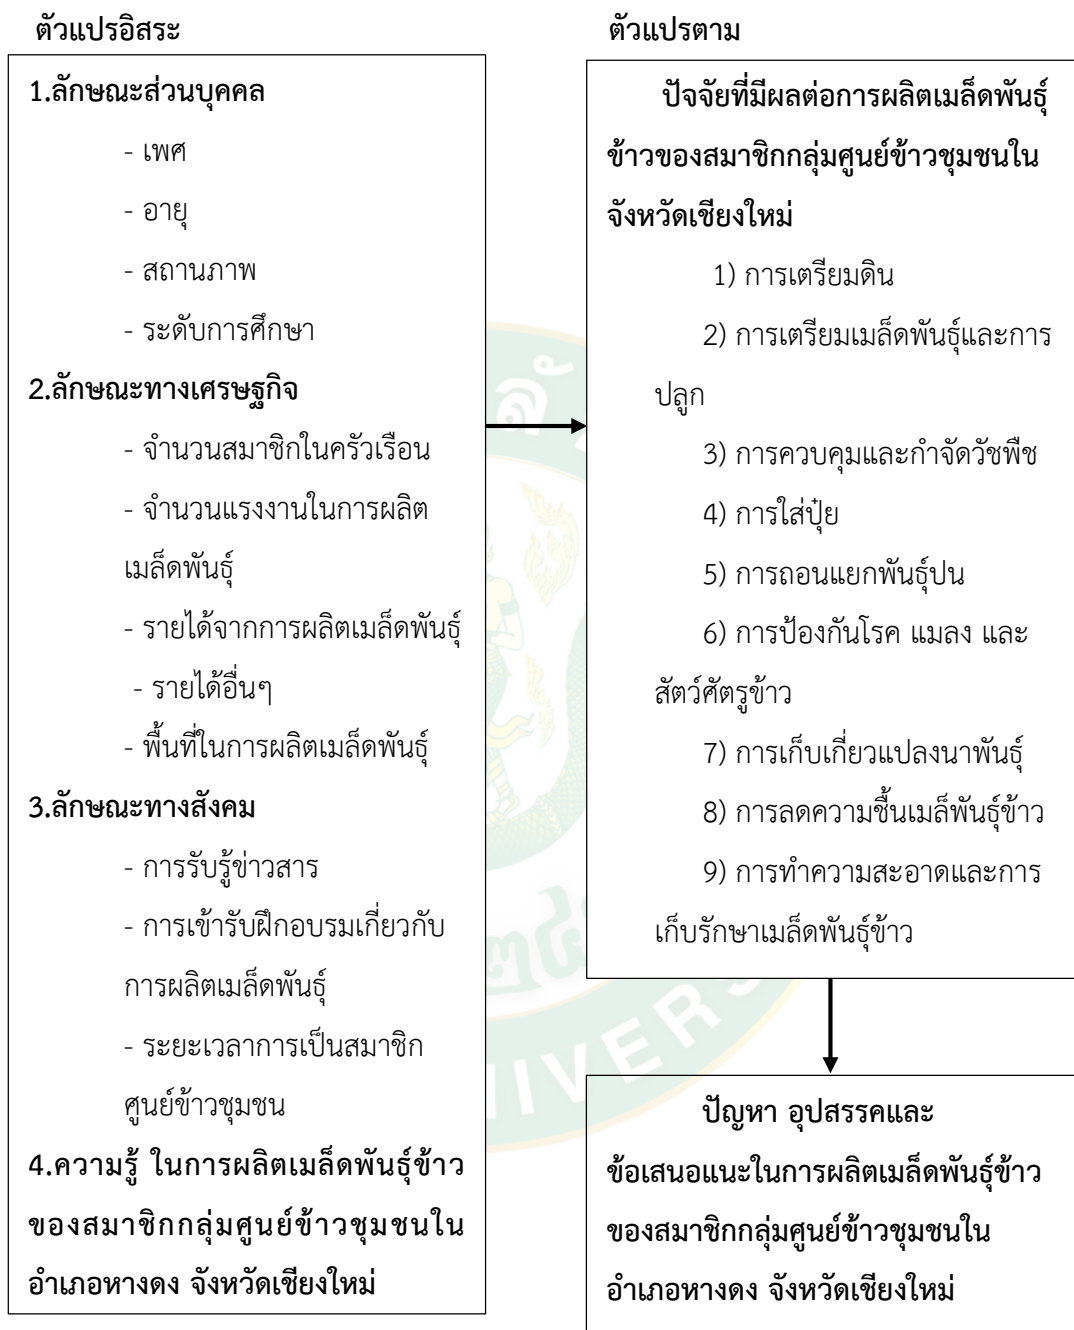 ตัวแปรอิสระ
1.ลักษณะส่วนบุคคล
- เพศ
- อายุ
- สถานภาพ
- ระดับการศึกษา
2.ลักษณะทางเศรษฐกิจ
- จำนวนสมาชิกในครัวเรือน
- จำนวนแรงงานในการผลิต
เมล็ดพันธุ์
- รายได้จากการผลิตเมล็ดพันธุ์
- รายได้อื่นๆ
- พื้นที่ในการผลิตเมล็ดพันธุ์
3.ลักษณะทางสังคม
- การรับรู้ข่าวสาร
- การเข้ารับฝึกอบรมเกี่ยวกับ
การผลิตเมล็ดพันธุ์
- ระยะเวลาการเป็นสมาชิก
ศูนย์ข้าวชุมชน
4.ความรู้ ในการผลิตเมล็ดพันธุ์ข้าว
ของสมาชิกกลุ่มศูนย์ข้าวชุมชนใน
อำเภอหางดง จังหวัดเชียงใหม่
ตัวแปรตาม
ปัจจัยที่มีผลต่อการผลิตเมล็ดพันธุ์
ข้าวของสมาชิกกลุ่มศูนย์ข้าวชุมชนใน
จังหวัดเชียงใหม่
1) การเตรียมดิน
2) การเตรียมเมล็ดพันธุ์และการ
ปลูก
3) การควบคุมและกำจัดวัชพืช
4) การใส่ปุ๋ย
5) การถอนแยกพันธุ์ปน
6) การป้องกันโรค แมลง และ
สัตว์ศัตรูข้าว
7) การเก็บเกี่ยวแปลงนาพันธุ์
8) การลดความชื้นเมล็พันธุ์ข้าว
9) การทำความสะอาดและการ
เก็บรักษาเมล็ดพันธุ์ข้าว
ปัญหา อุปสรรคและ
ข้อเสนอแนะในการผลิตเมล็ดพันธุ์ข้าว
ของสมาชิกกลุ่มศูนย์ข้าวชุมชนใน
อำเภอหางดง จังหวัดเชียงใหม่